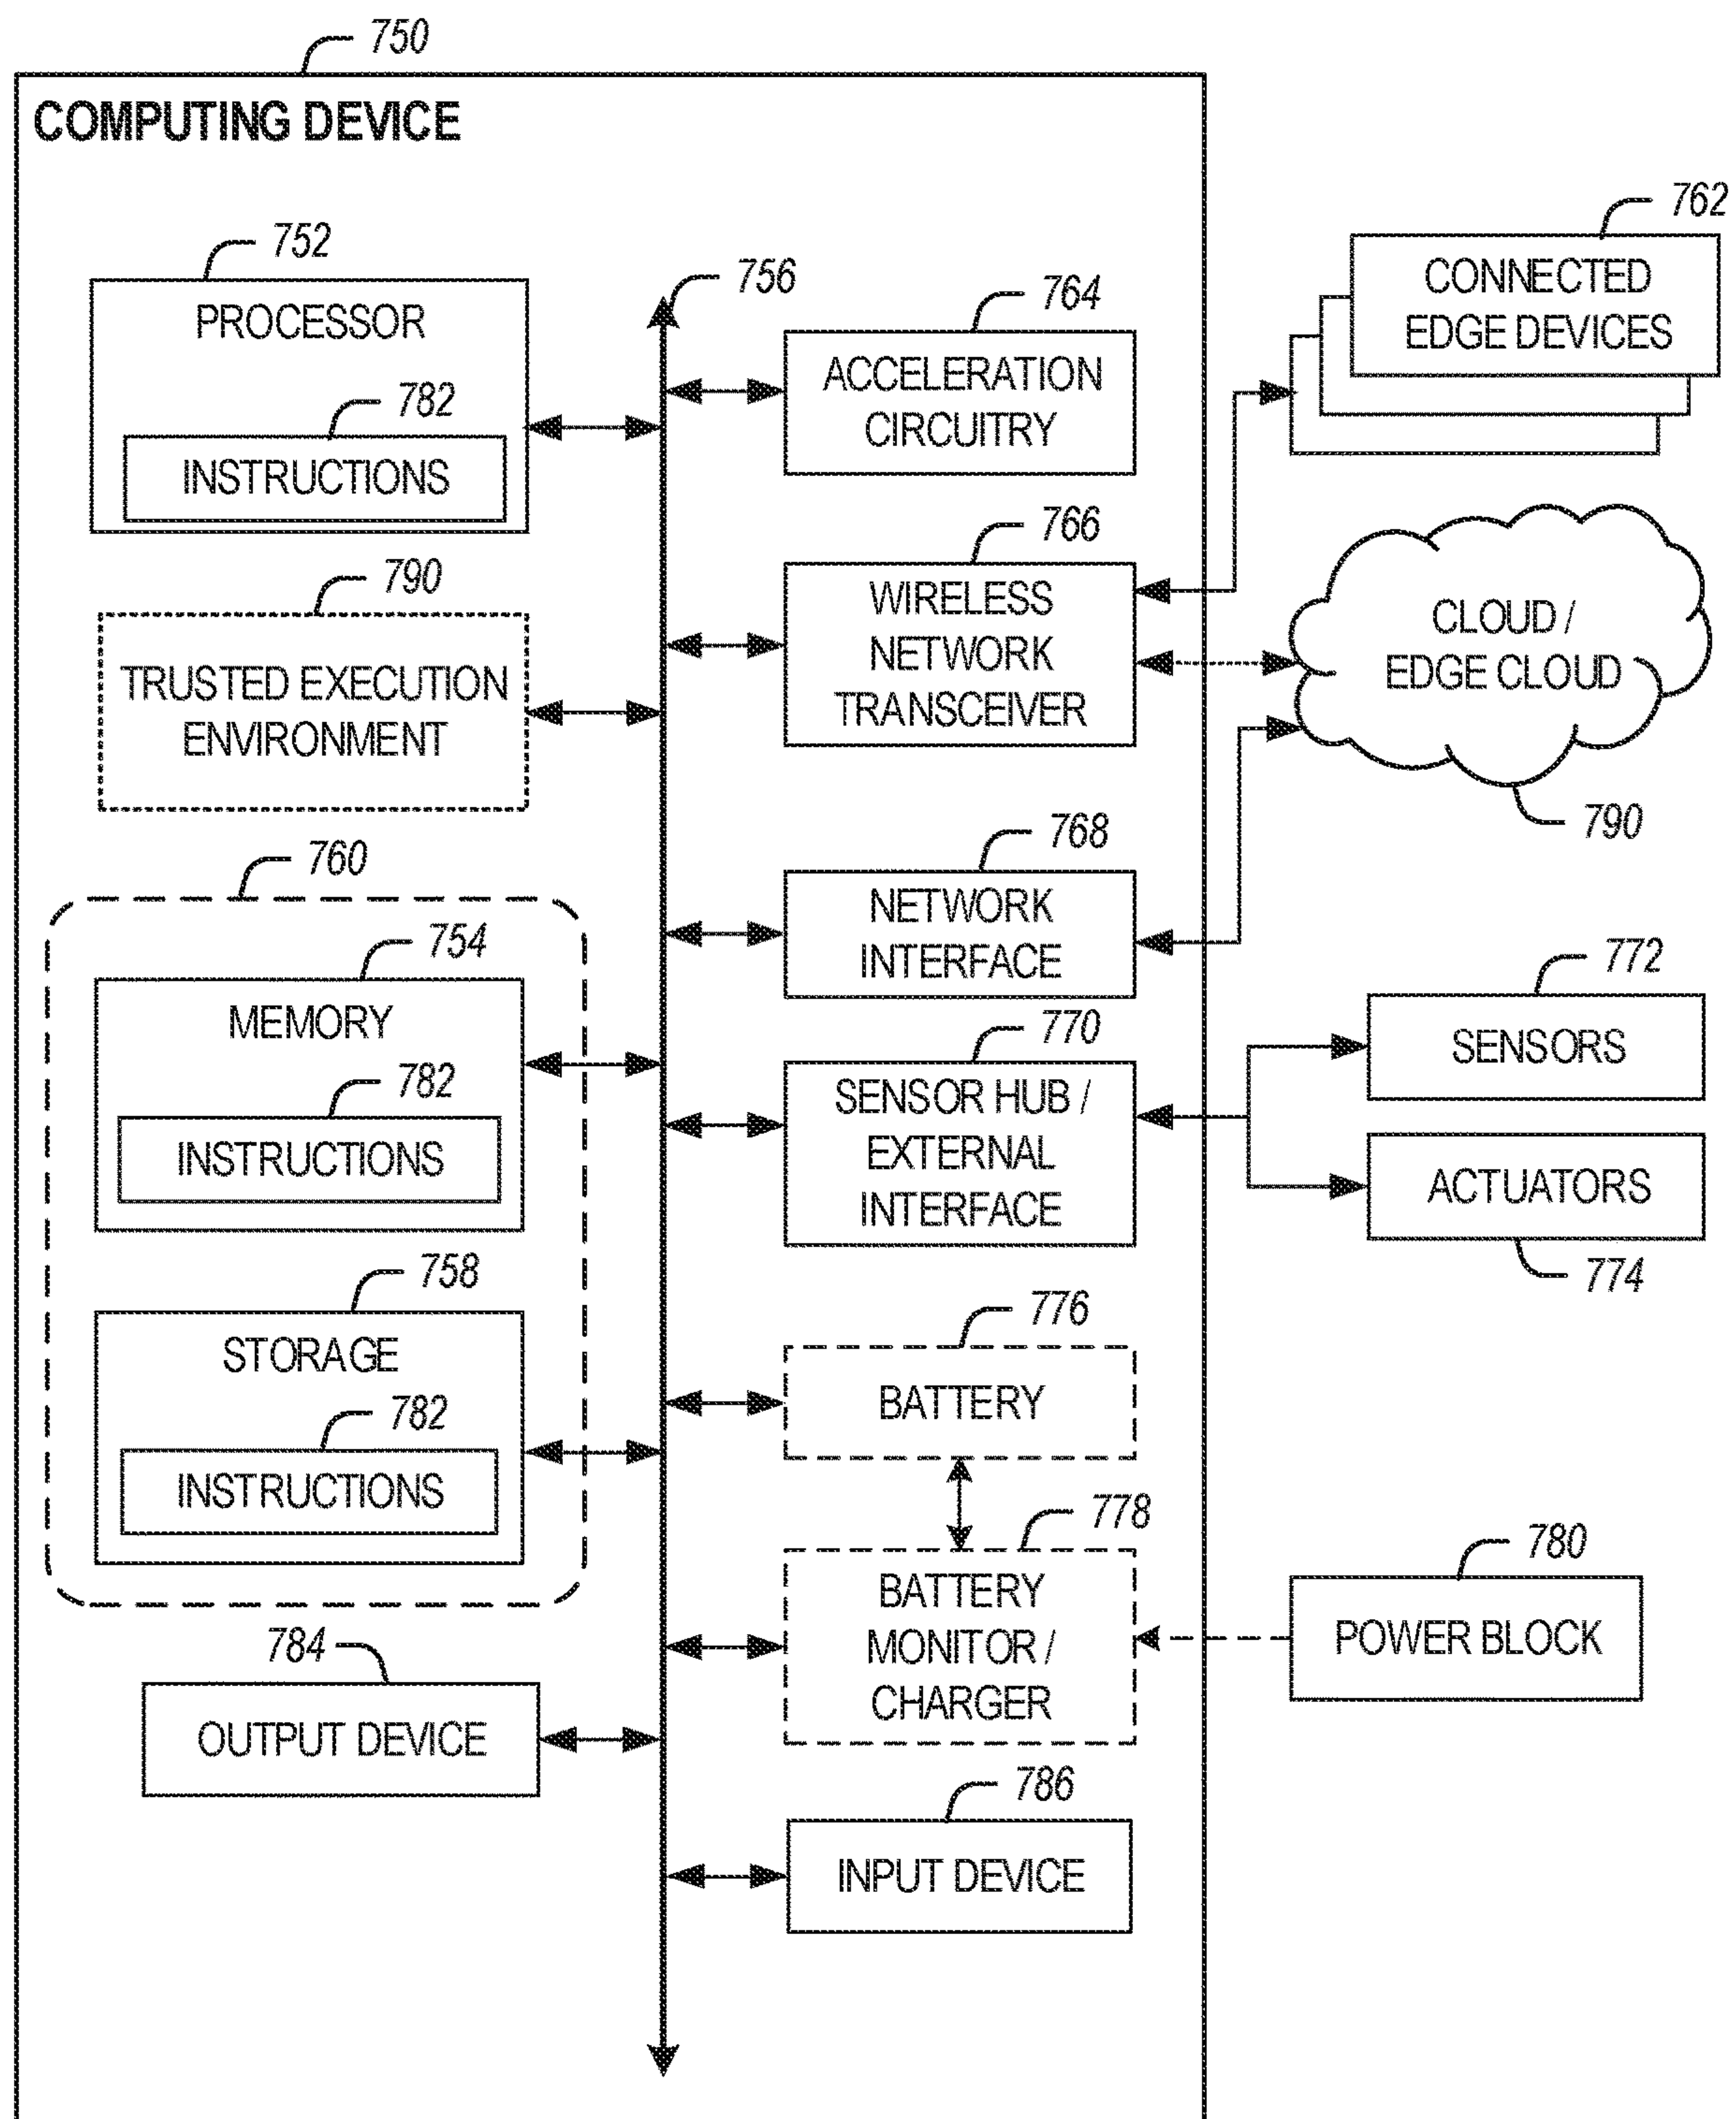 750
COMPUTING DEVICE
752
PROCESSOR
782
INSTRUCTIONS
790
TRUSTED EXECUTION
ENVIRONMENT
760
754
MEMORY
782
INSTRUCTIONS
758
STORAGE
782
INSTRUCTIONS
784
OUTPUT DEVICE
756
764
ACCELERATION
CIRCUITRY
766
WIRELESS
NETWORK
TRANSCEIVER
768
NETWORK
INTERFACE
770
SENSOR HUB /
EXTERNAL
INTERFACE
776
BATTERY
778
BATTERY
MONITOR /
CHARGER
786
INPUT DEVICE
762
CONNECTED
EDGE DEVICES
CLOUD /
EDGE CLOUD
790
772
SENSORS
ACTUATORS
774
780
POWER BLOCK